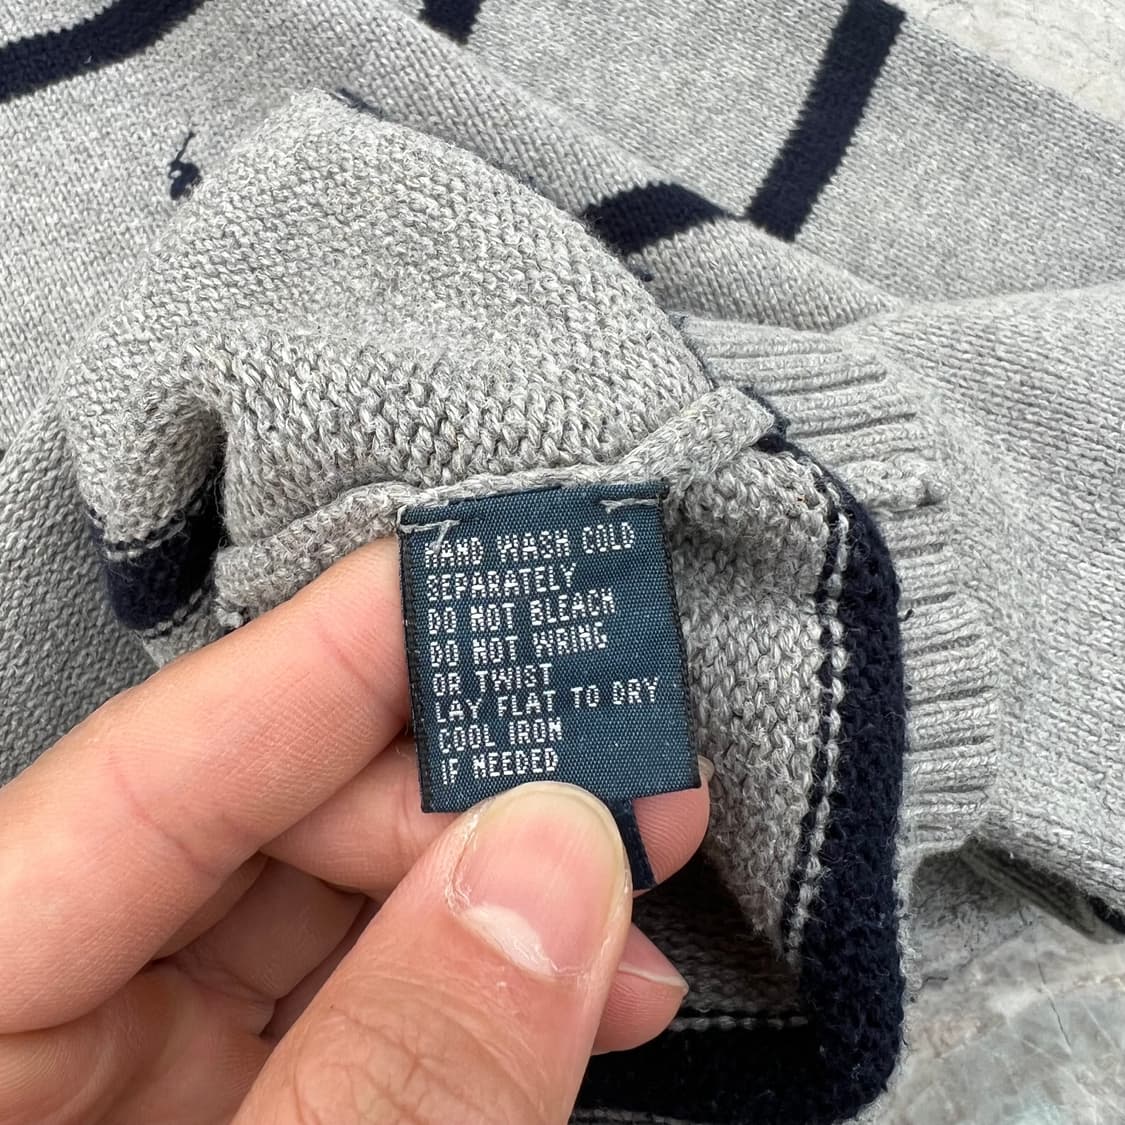 HAND WASH COLD
SEPARATELY
DO NOT BLEACH
DO NOT WRING
OR TWIST
LAY FLAT TO DRY
COOL IRON
IF NEEDED